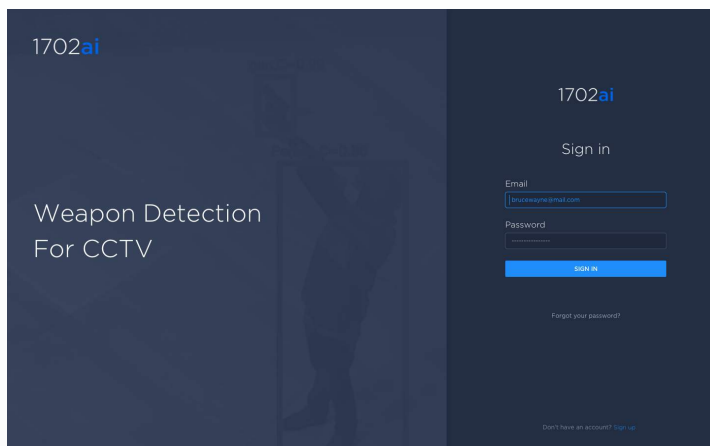 1702ai
Weapon Detection
For CCTV
1702ai
Sign in
Email
brucewayne@mail.com
Password
SIGN IN
Forgot your password?
Don't have an account? Sign up